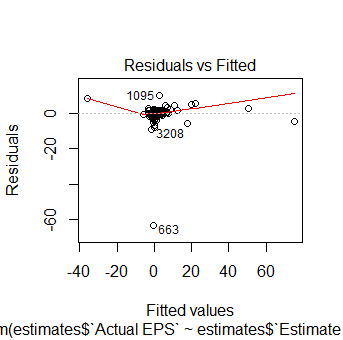 Residuals vs Fitted
Residuals
0
-20
-60
1095
3208
663
-40 -20 0 20 40 60
Fitted values
m(estimates$`Actual EPS` ~ estimates$`Estimate